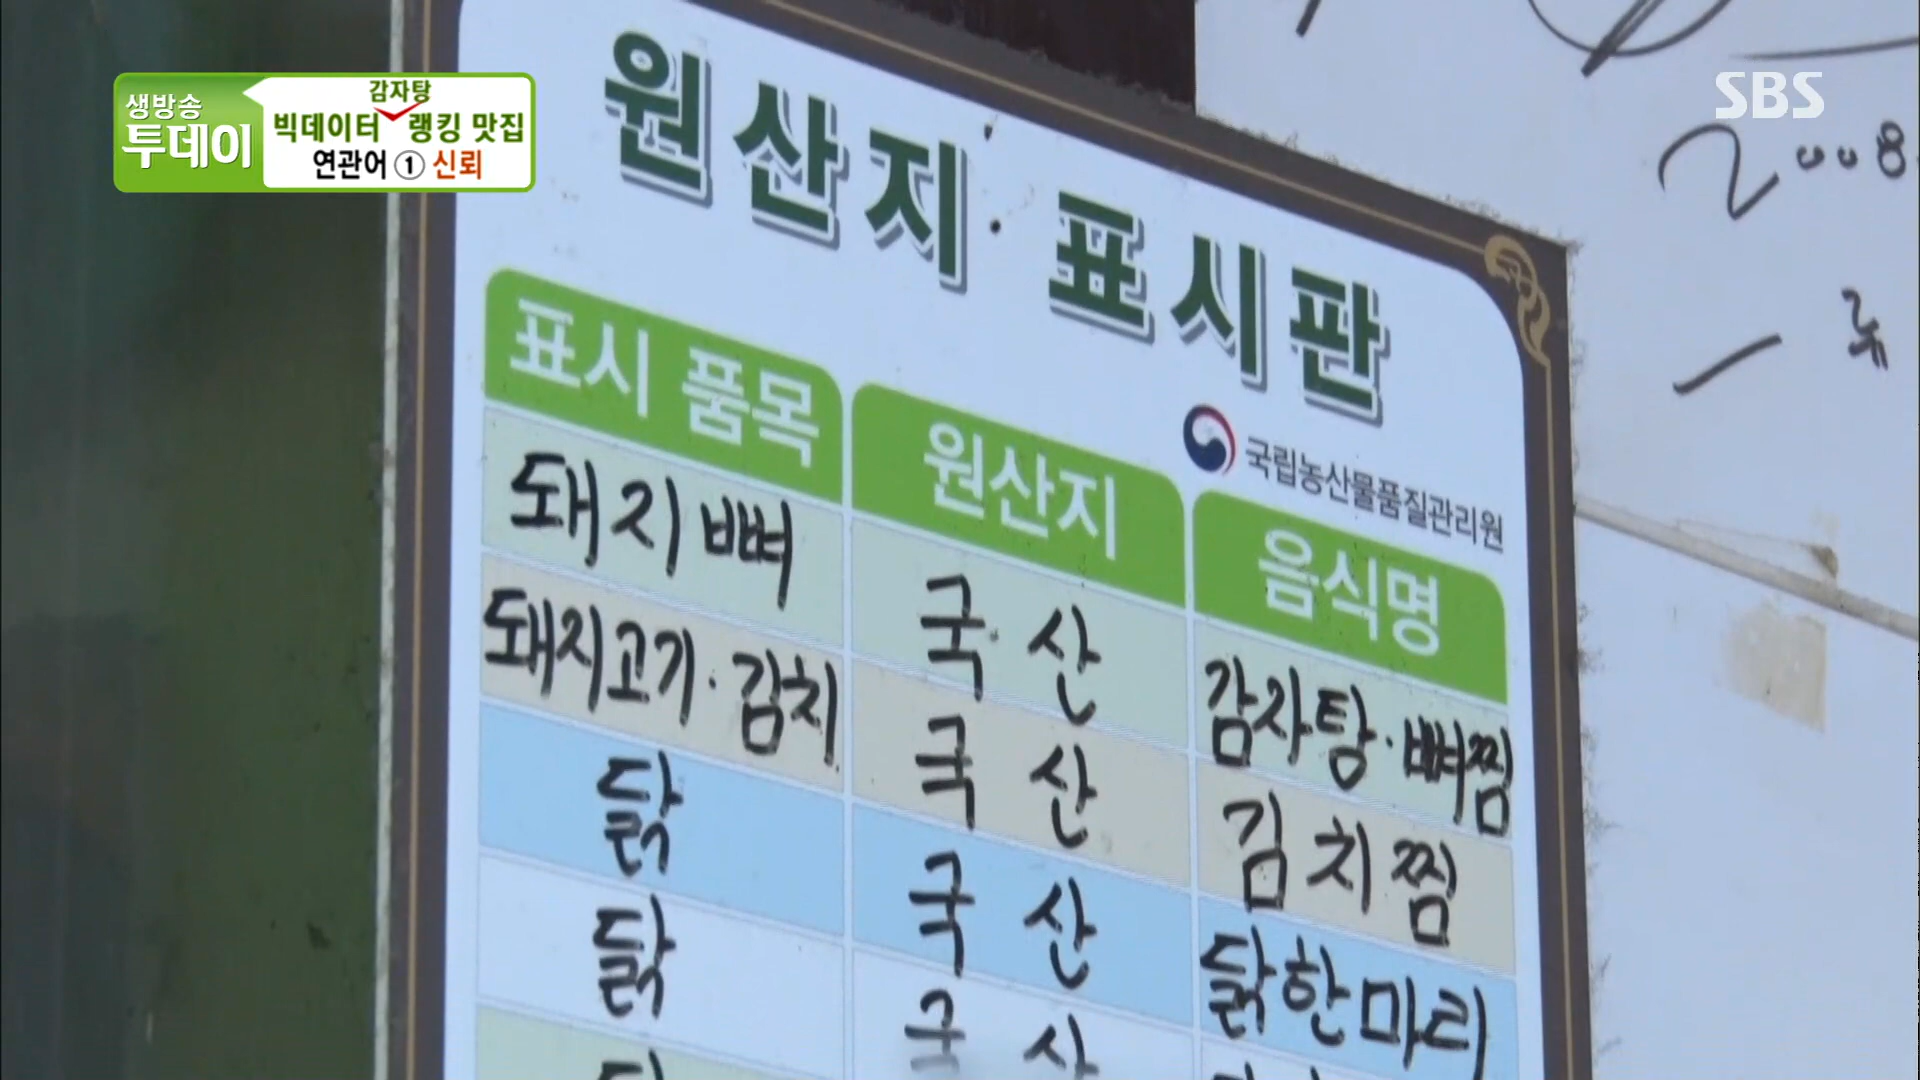 생방송
투데이
감자탕
빅데이터 랭킹 맛집
연관어 ① 신뢰
SBS
2008
원산지 표시판
국립농산물품질관리원
표시 품목 원산지 음식명
돼지뼈 국산 감자탕·뼈찜
돼지고기·김치 국산 김치찜
닭 국산 닭한마리
닭 국산